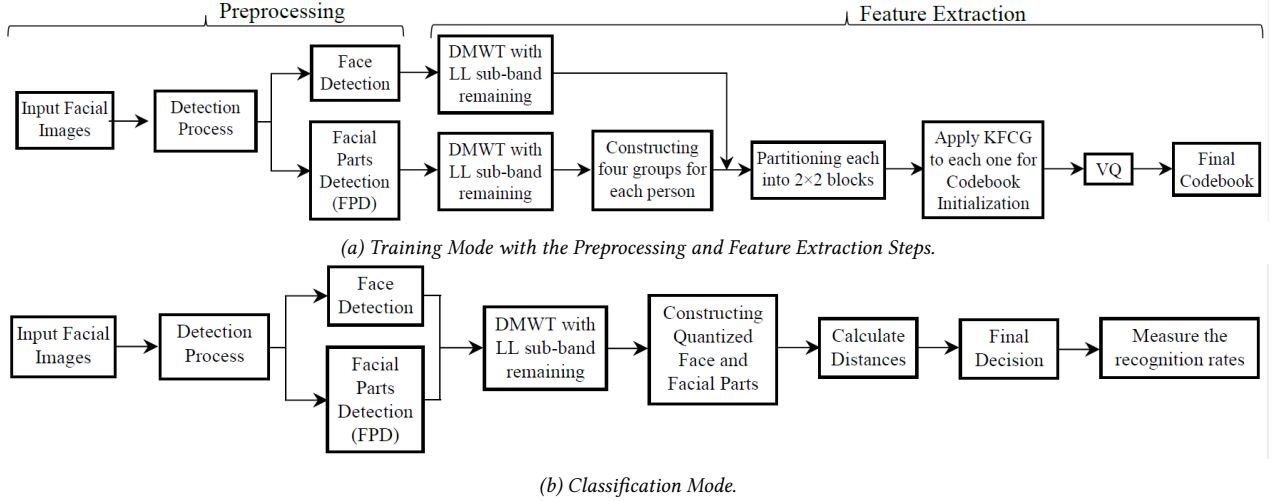 Preprocessing
Feature Extraction
Input Facial
Images
Detection
Process
Face
Detection
Facial
Parts
Detection
(FPD)
DMWT with
LL sub-band
remaining
DMWT with
LL sub-band
remaining
Constructing
four groups for
each person
Partitioning each
into 2×2 blocks
Apply KFCG
to each one for
Codebook
Initialization
VQ
Final
Codebook
(a) Training Mode with the Preprocessing and Feature Extraction Steps.
Input Facial
Images
Detection
Process
Face
Detection
Facial
Parts
Detection
(FPD)
DMWT with
LL sub-band
remaining
Constructing
Quantized
Face and
Facial Parts
Calculate
Distances
Final
Decision
Measure the
recognition rates
(b) Classification Mode.